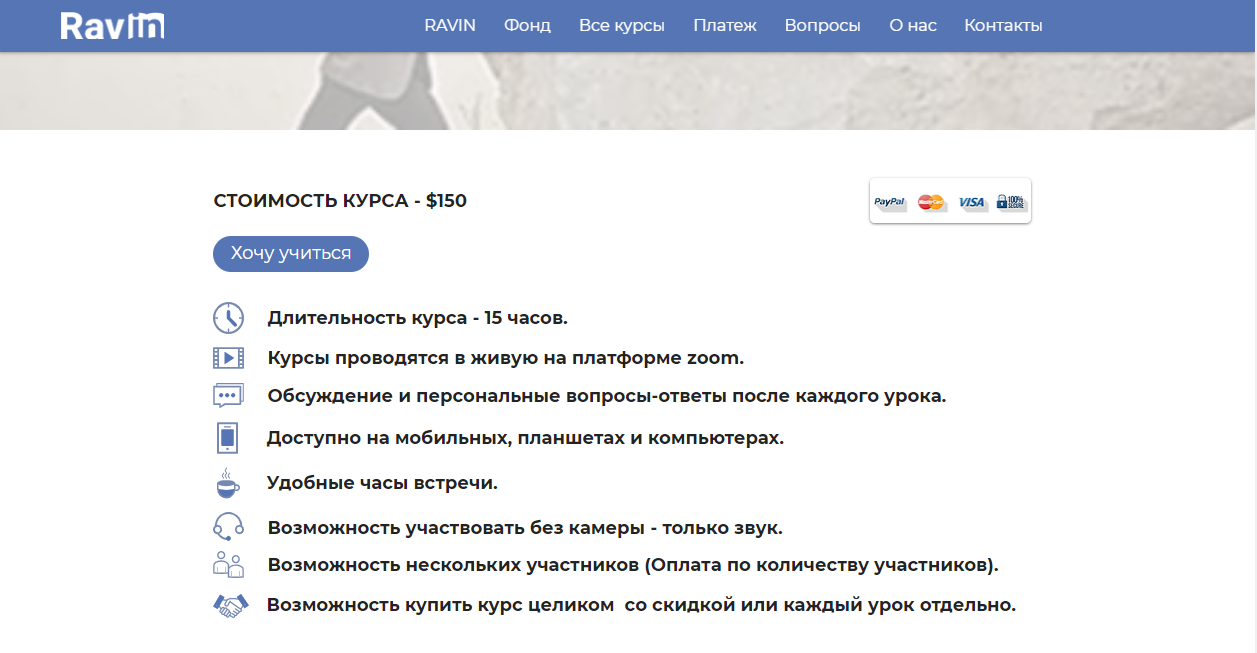 Ravin
RAVIN Фонд Все курсы Платеж Вопросы О нас Контакты
СТОИМОСТЬ КУРСА - $150
PayPal MasterCard VISA 100% SECURE
Хочу учиться
Длительность курса - 15 часов.
Курсы проводятся в живую на платформе zoom.
Обсуждение и персональные вопросы-ответы после каждого урока.
Доступно на мобильных, планшетах и компьютерах.
Удобные часы встречи.
Возможность участвовать без камеры - только звук.
Возможность нескольких участников (Оплата по количеству участников).
Возможность купить курс целиком  со скидкой или каждый урок отдельно.